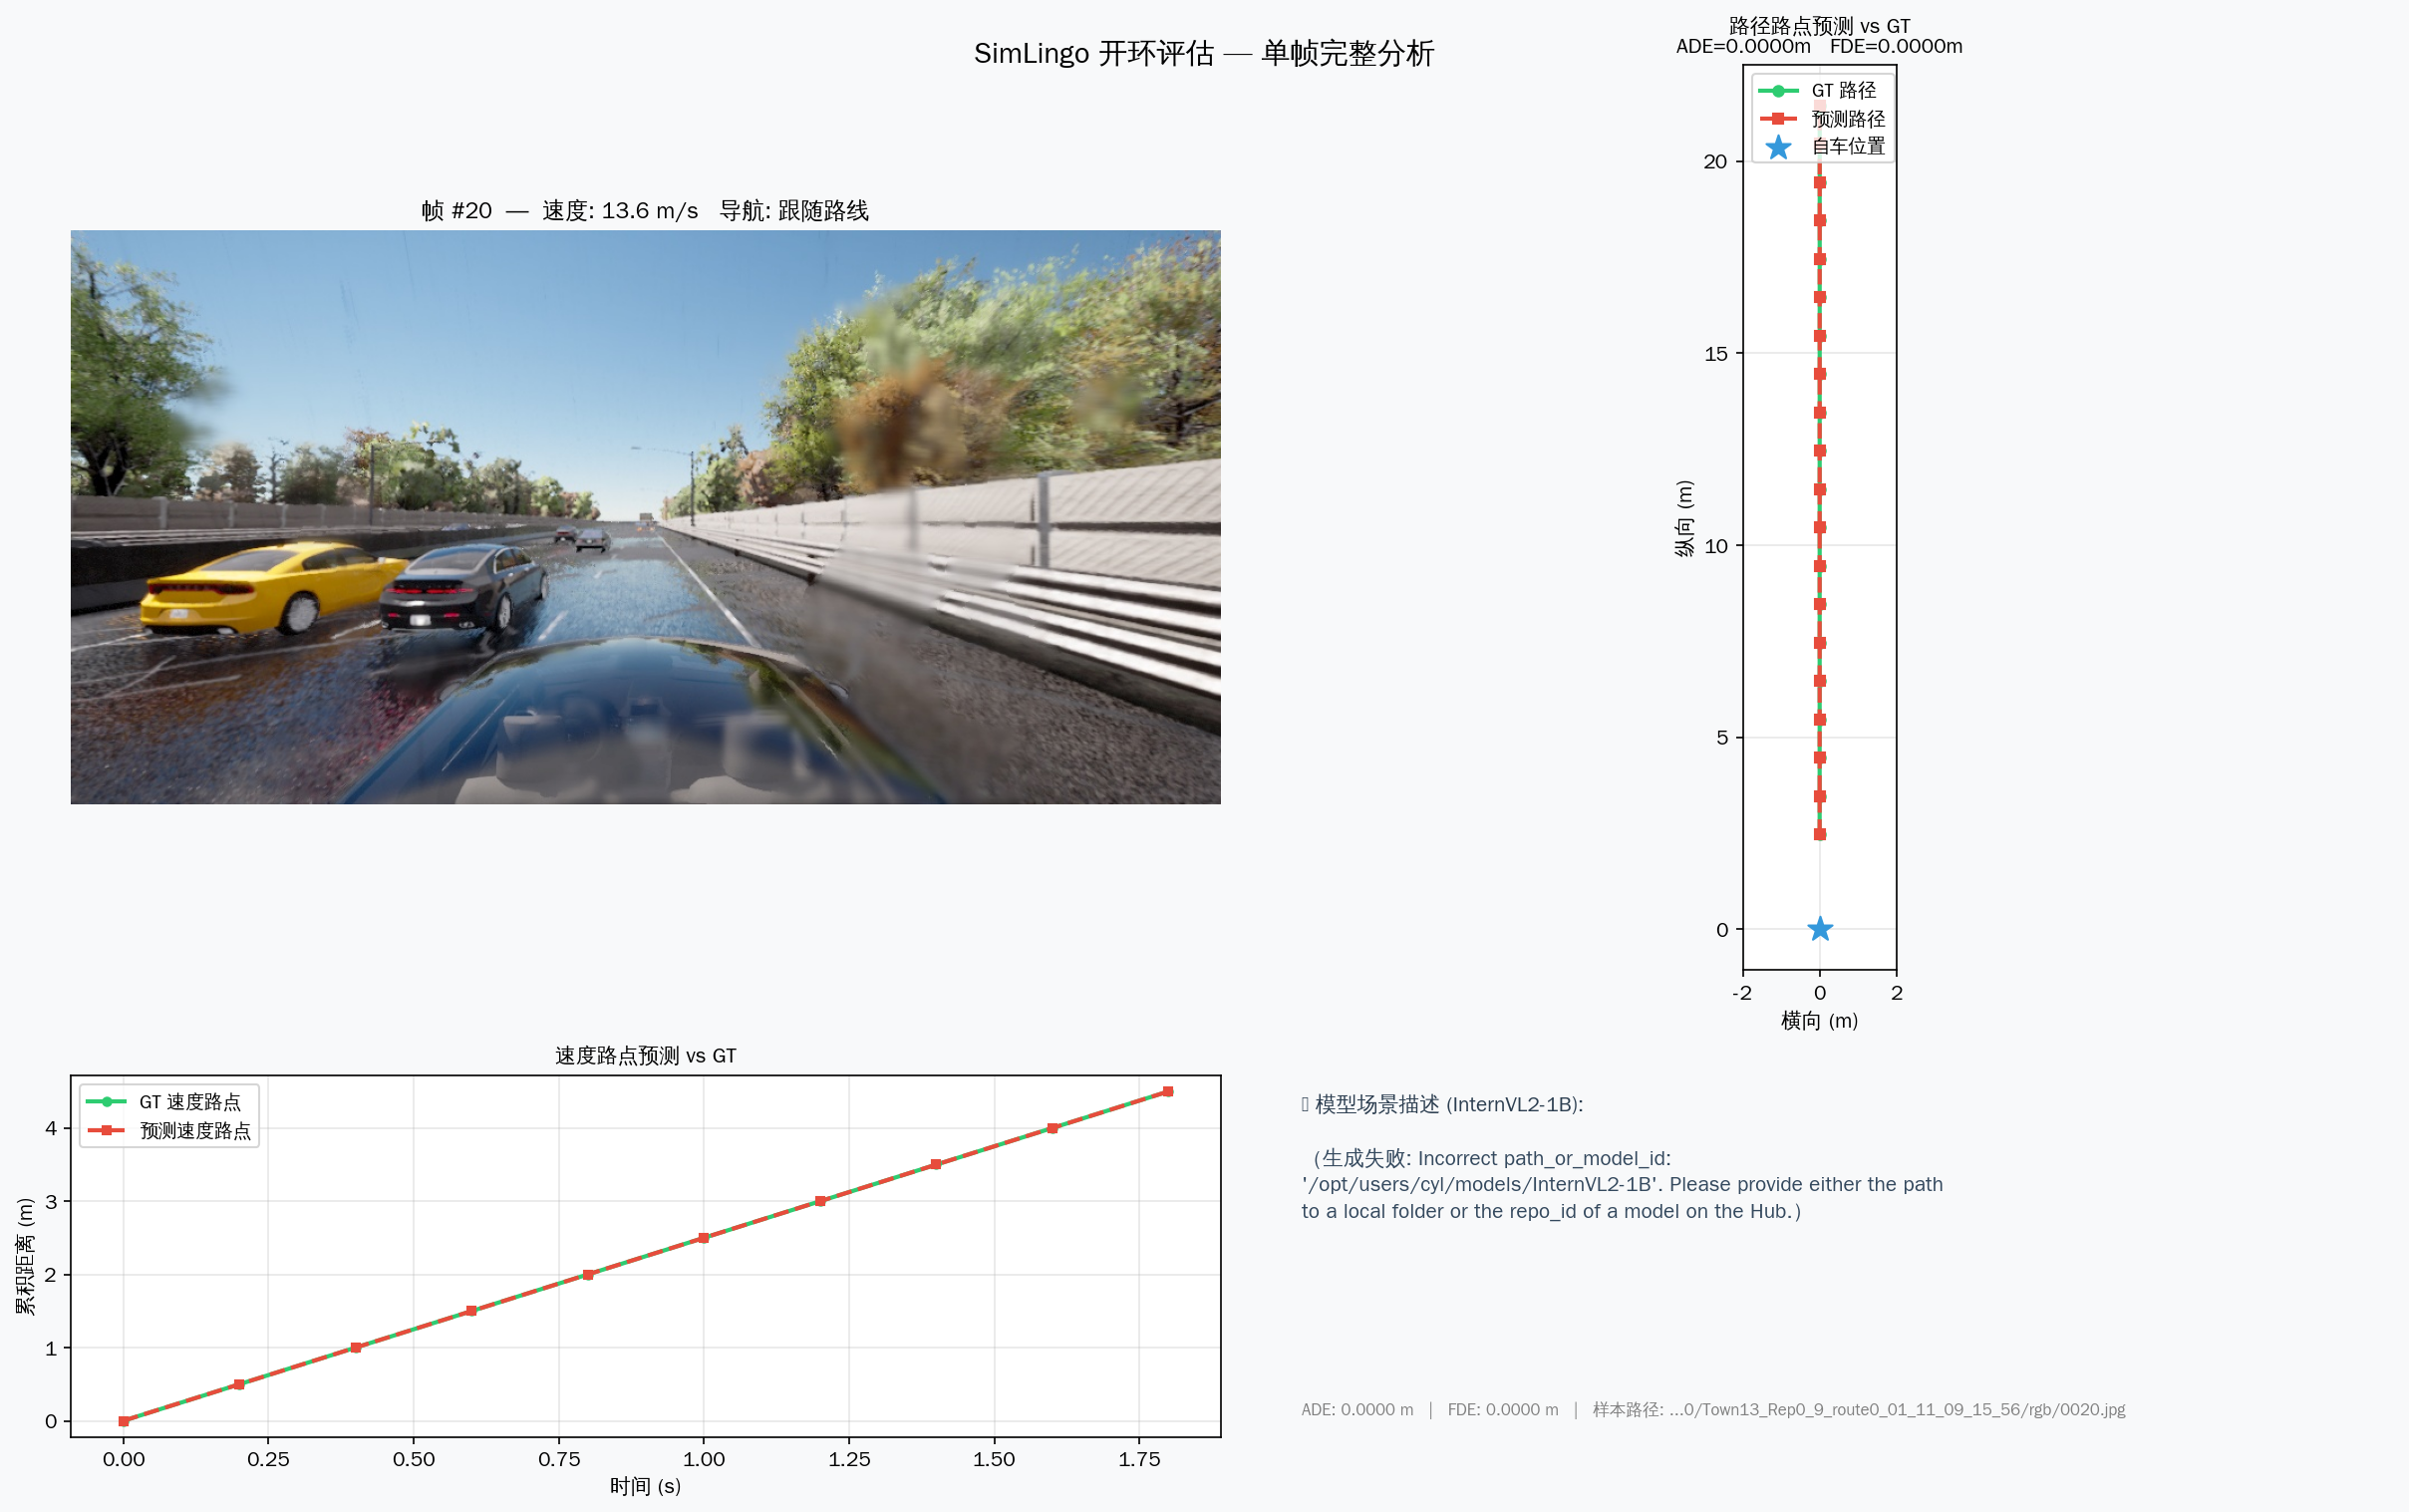 SimLingo 开环评估 — 单帧完整分析
帧 #20 — 速度: 13.6 m/s 导航: 跟随路线
路径路点预测 vs GT
ADE=0.0000m FDE=0.0000m
GT 路径
预测路径
自车位置
20
15
10
5
0
纵向 (m)
-2 0 2
横向 (m)
速度路点预测 vs GT
GT 速度路点
预测速度路点
4
3
2
1
0
累积距离 (m)
0.00 0.25 0.50 0.75 1.00 1.25 1.50 1.75
时间 (s)
模型场景描述 (InternVL2-1B):
（生成失败: Incorrect path_or_model_id:
'/opt/users/cyl/models/InternVL2-1B'. Please provide either the path
to a local folder or the repo_id of a model on the Hub.）
ADE: 0.0000 m | FDE: 0.0000 m | 样本路径: ...0/Town13_Rep0_9_route0_01_11_09_15_56/rgb/0020.jpg